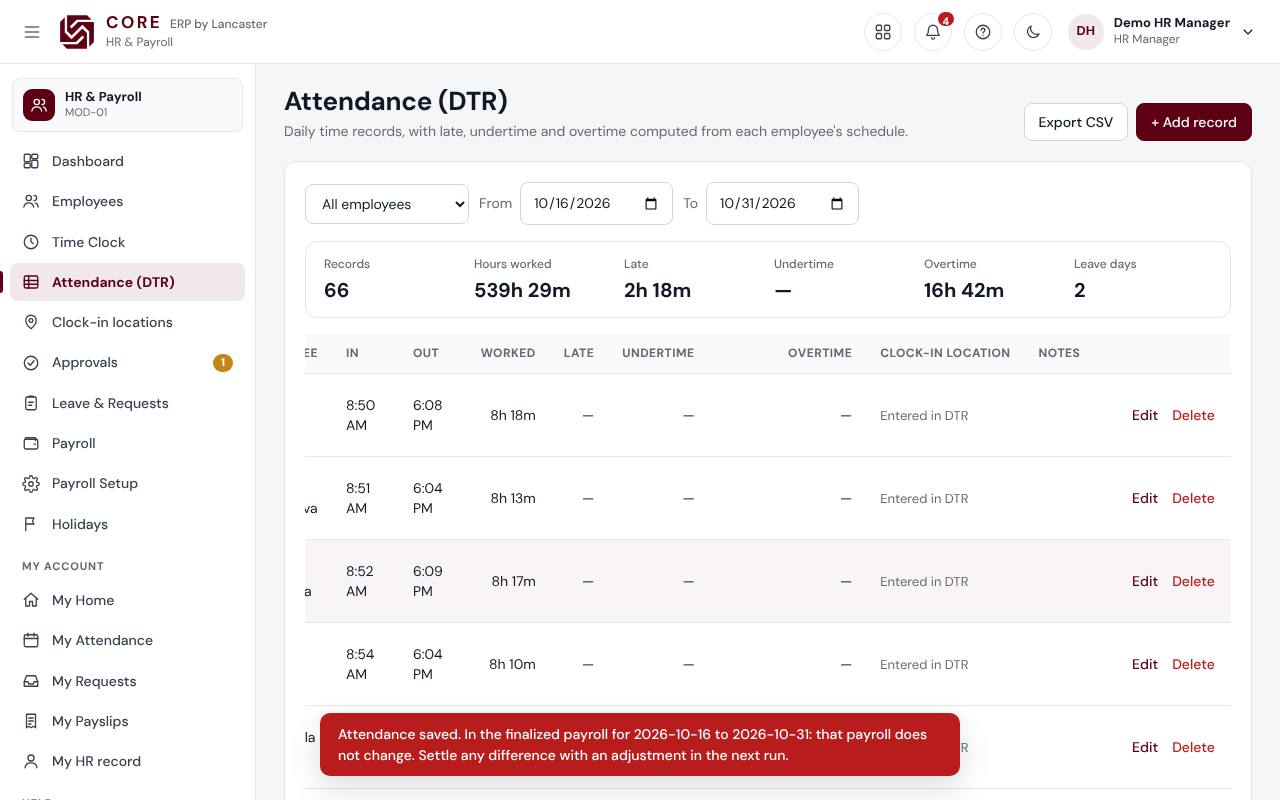 CORE ERP by Lancaster
HR & Payroll
4
DH
Demo HR Manager
HR Manager
HR & Payroll
MOD-01
Dashboard
Employees
Time Clock
Attendance (DTR)
Clock-in locations
Approvals 1
Leave & Requests
Payroll
Payroll Setup
Holidays
MY ACCOUNT
My Home
My Attendance
My Requests
My Payslips
My HR record
Attendance (DTR)
Daily time records, with late, undertime and overtime computed from each employee's schedule.
Export CSV
+ Add record
All employees From 10/16/2026 To 10/31/2026
Records Hours worked Late Undertime Overtime Leave days
66 539h 29m 2h 18m — 16h 42m 2
EE IN OUT WORKED LATE UNDERTIME OVERTIME CLOCK-IN LOCATION NOTES
8:50 AM 6:08 PM 8h 18m — — — Entered in DTR Edit Delete
va 8:51 AM 6:04 PM 8h 13m — — — Entered in DTR Edit Delete
a 8:52 AM 6:09 PM 8h 17m — — — Entered in DTR Edit Delete
8:54 AM 6:04 PM 8h 10m — — — Entered in DTR Edit Delete
la R Edit Delete
Attendance saved. In the finalized payroll for 2026-10-16 to 2026-10-31: that payroll does
not change. Settle any difference with an adjustment in the next run.